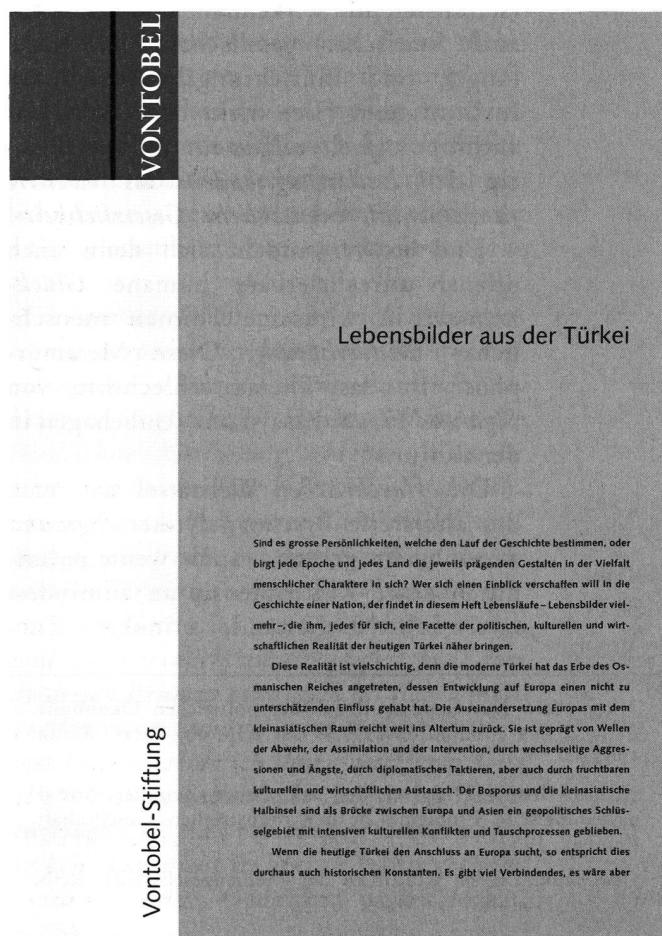 VONTOBEL
Lebensbilder aus der Türkei
Sind es grosse Persönlichkeiten, welche den Lauf der Geschichte bestimmen, oder
birgt jede Epoche und jedes Land die jeweils prägenden Gestalten in der Vielfalt
menschlicher Charaktere in sich? Wer sich einen Einblick verschaffen will in die
Geschichte einer Nation, der findet in diesem Heft Lebensläufe – Lebensbilder viel-
mehr –, die ihm, jedes für sich, eine Facette der politischen, kulturellen und wirt-
schaftlichen Realität der heutigen Türkei näher bringen.
Diese Realität ist vielschichtig, denn die moderne Türkei hat das Erbe des Os-
manischen Reiches angetreten, dessen Entwicklung auf Europa einen nicht zu
unterschätzenden Einfluss gehabt hat. Die Auseinandersetzung Europas mit dem
kleinasiatischen Raum reicht weit ins Altertum zurück. Sie ist geprägt von Wellen
der Abwehr, der Assimilation und der Intervention, durch wechselseitige Aggres-
sionen und Ängste, durch diplomatisches Taktieren, aber auch durch fruchtbaren
kulturellen und wirtschaftlichen Austausch. Der Bosporus und die kleinasiatische
Halbinsel sind als Brücke zwischen Europa und Asien ein geopolitisches Schlüs-
selgebiet mit intensiven kulturellen Konflikten und Tauschprozessen geblieben.
Wenn die heutige Türkei den Anschluss an Europa sucht, so entspricht dies
durchaus auch historischen Konstanten. Es gibt viel Verbindendes, es wäre aber
Vontobel-Stiftung